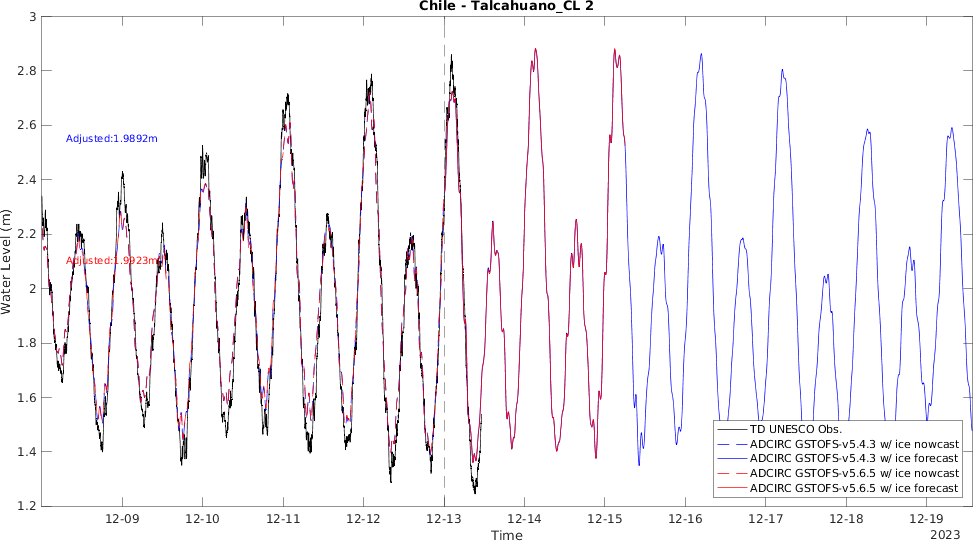 Chile - Talcahuano_CL 2
3
2.8
2.6
2.4
2.2
2
1.8
1.6
1.4
1.2
Water Level (m)
Adjusted:1.9892m
Adjusted:1.9923m
TD UNESCO Obs.
ADCIRC GSTOFS-v5.4.3 w/ ice nowcast
ADCIRC GSTOFS-v5.4.3 w/ ice forecast
ADCIRC GSTOFS-v5.6.5 w/ ice nowcast
ADCIRC GSTOFS-v5.6.5 w/ ice forecast
12-09 12-10 12-11 12-12 12-13 12-14 12-15 12-16 12-17 12-18 12-19
Time
2023